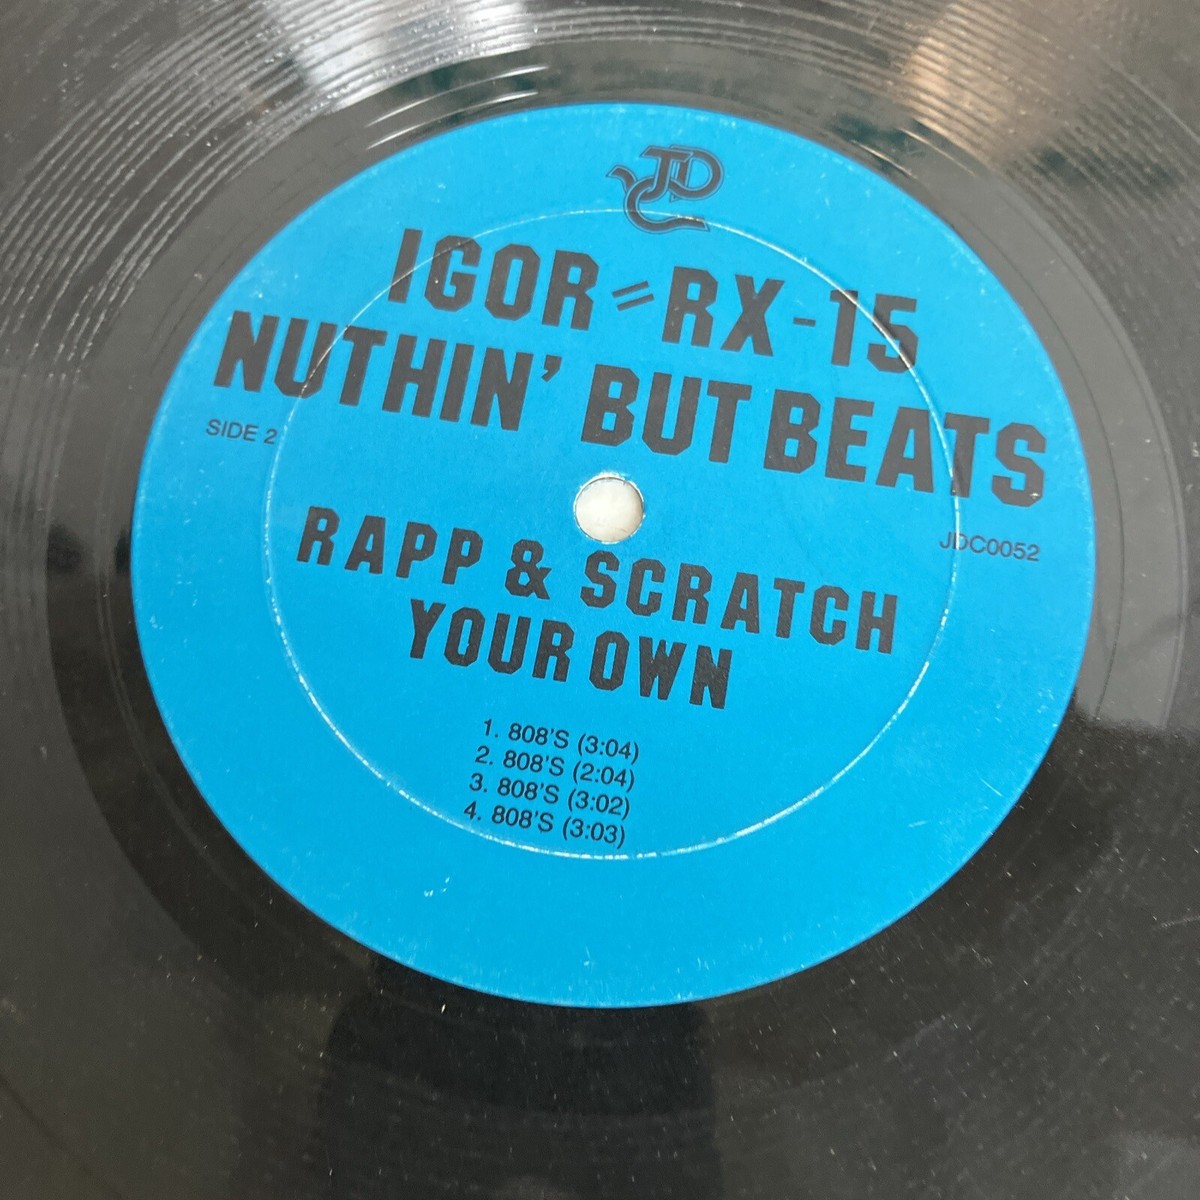 JDC
IGOR = RX-15
NUTHIN' BUT BEATS
SIDE 2
JDC0052
RAPP & SCRATCH
YOUR OWN
1. 808'S (3:04)
2. 808'S (2:04)
3. 808'S (3:02)
4. 808'S (3:03)